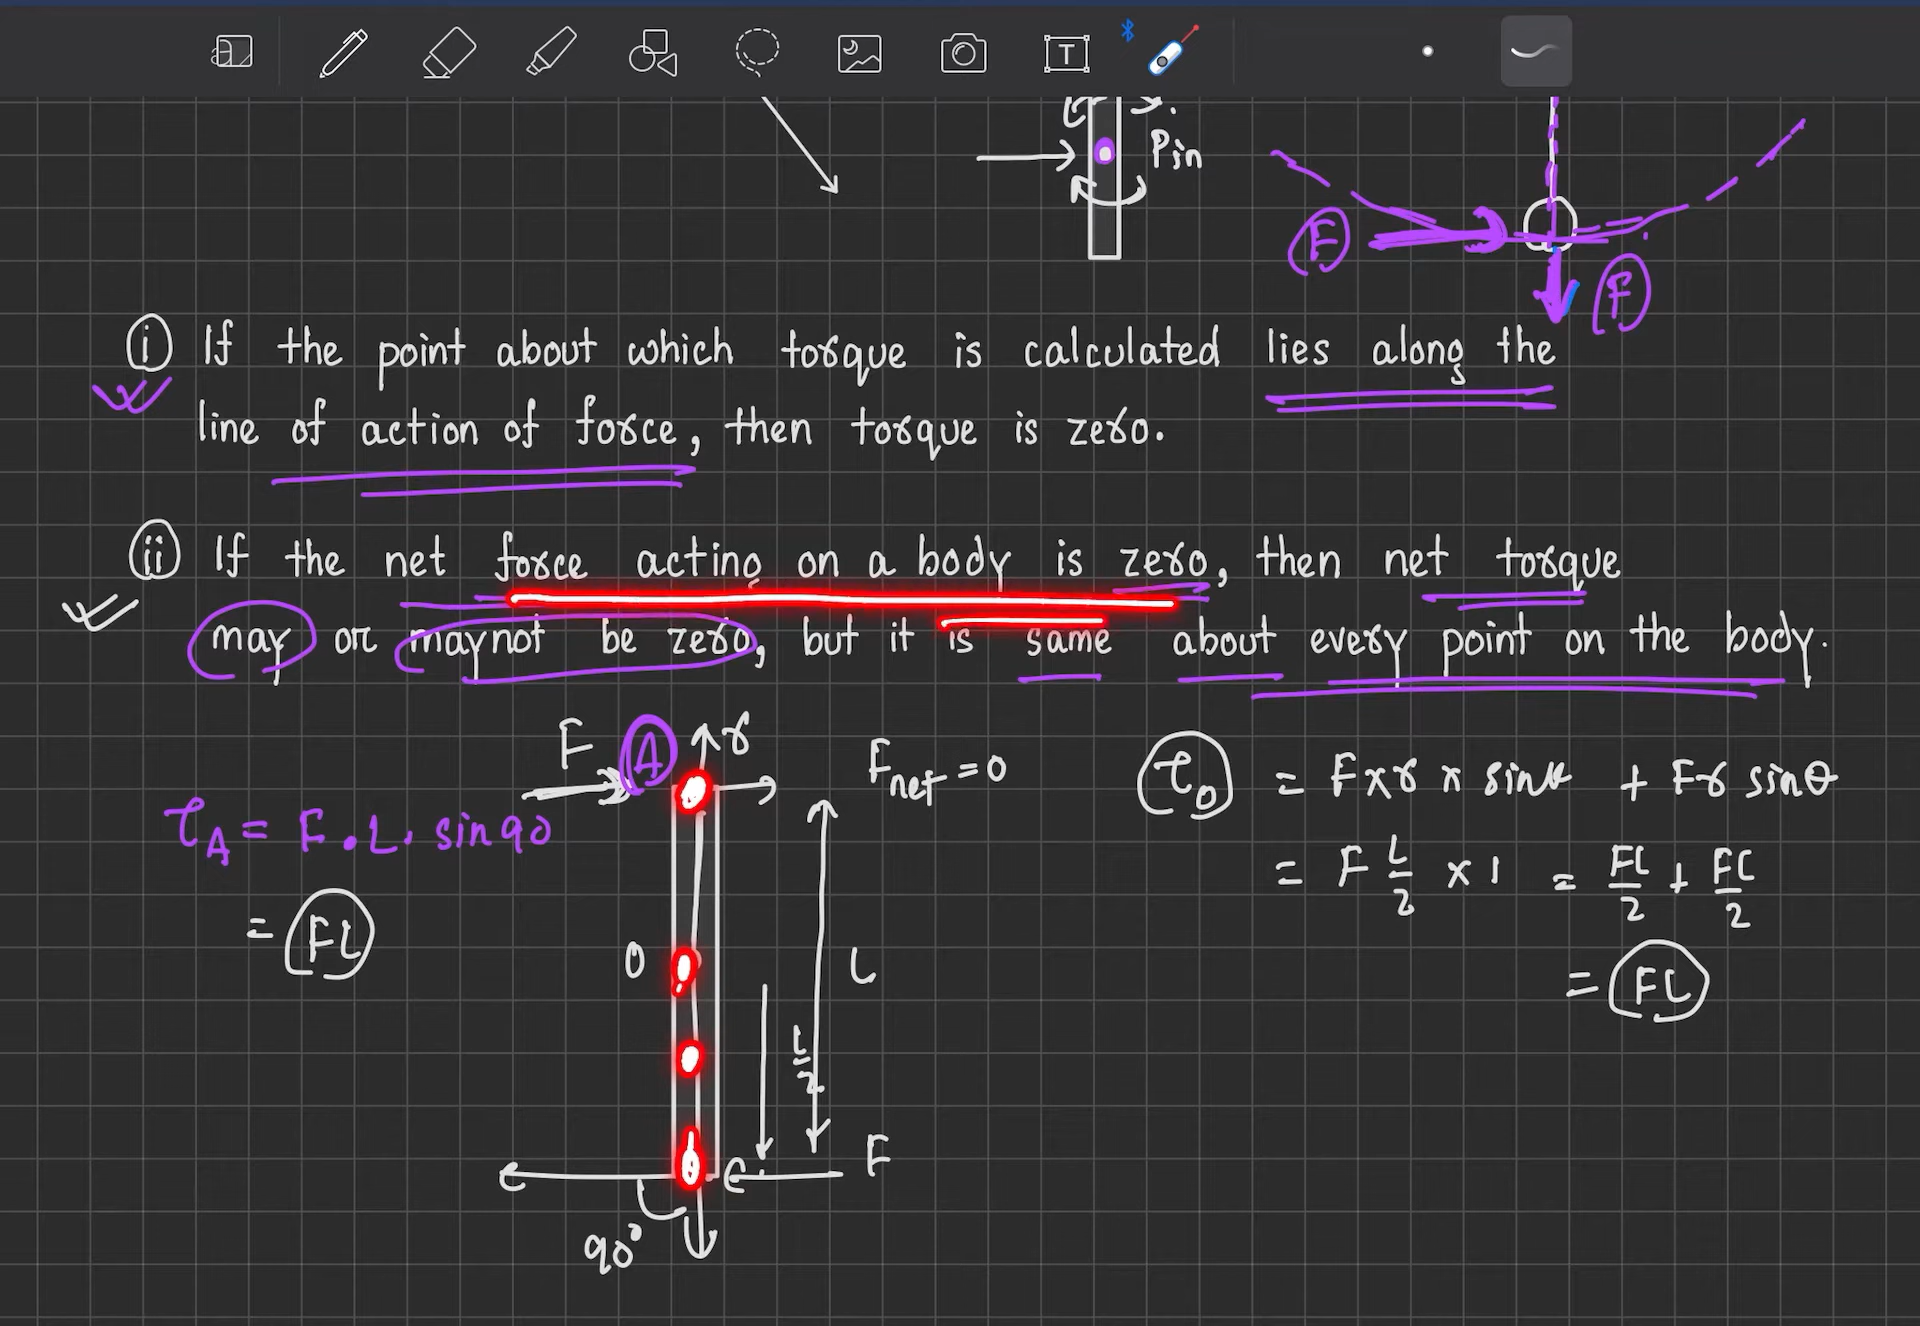 Pin
F
F
(i) If the point about which torque is calculated lies along the
line of action of force, then torque is zero.
(ii) If the net force acting on a body is zero, then net torque
may or maynot be zero, but it is same about every point on the body.
F A r
F_net = 0
τ_A = F . L . sin90
= FL
O
L
L/2
F
90°
τ_O = F x r x sinθ + Fr sinθ
= F L/2 x 1 = FL/2 + FL/2
= FL